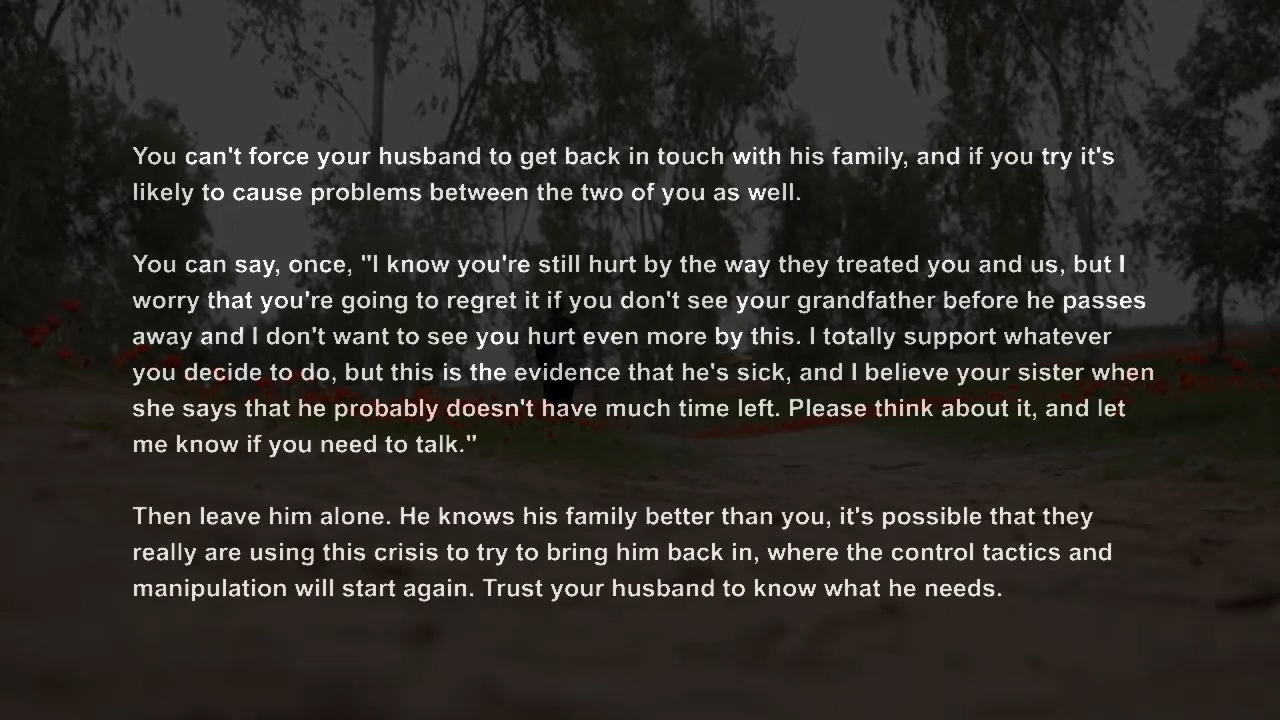 You can't force your husband to get back in touch with his family, and if you try it's
likely to cause problems between the two of you as well.
You can say, once, "I know you're still hurt by the way they treated you and us, but I
worry that you're going to regret it if you don't see your grandfather before he passes
away and I don't want to see you hurt even more by this. I totally support whatever
you decide to do, but this is the evidence that he's sick, and I believe your sister when
she says that he probably doesn't have much time left. Please think about it, and let
me know if you need to talk."
Then leave him alone. He knows his family better than you, it's possible that they
really are using this crisis to try to bring him back in, where the control tactics and
manipulation will start again. Trust your husband to know what he needs.